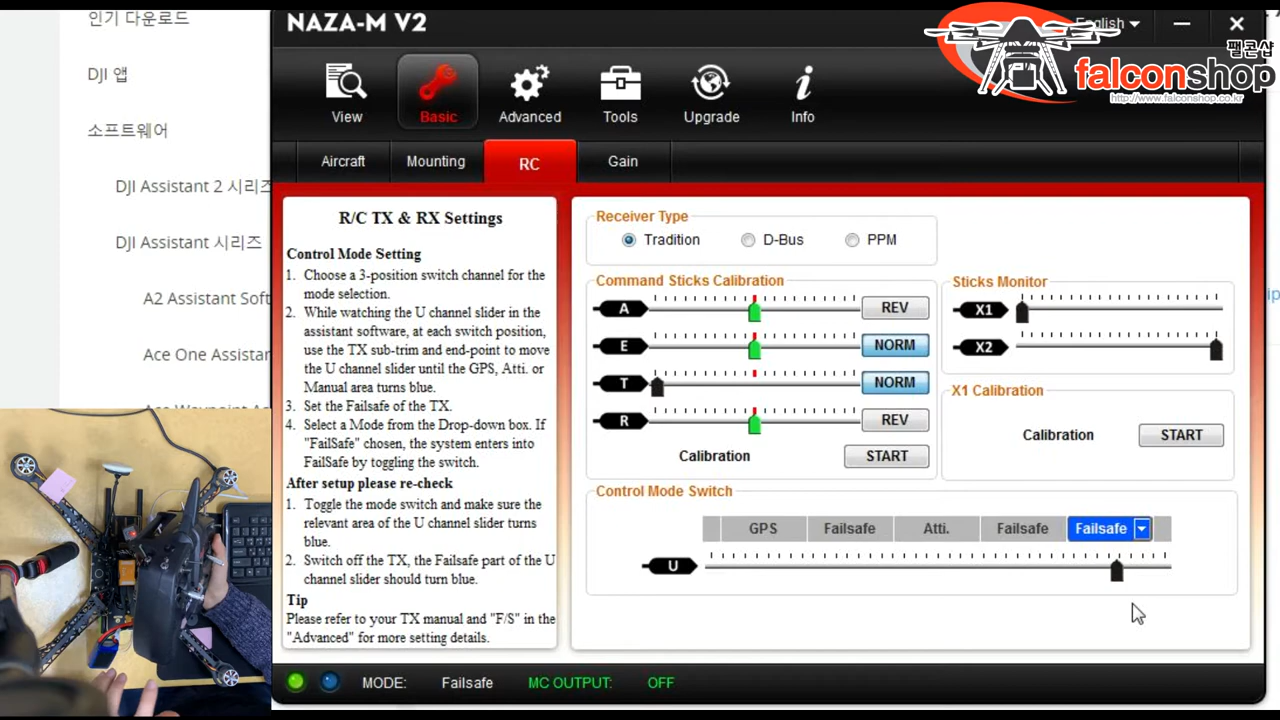 인기 다운로드
DJI 앱
소프트웨어
DJI Assistant 2 시리즈
DJI Assistant 시리즈
A2 Assistant Soft
Ace One Assistan
NAZA-M V2
English
팰콘샵
falconshop
http://www.falconshop.co.kr
View
Basic
Advanced
Tools
Upgrade
Info
Aircraft
Mounting
RC
Gain
R/C TX & RX Settings
Control Mode Setting
1. Choose a 3-position switch channel for the
mode selection.
2. While watching the U channel slider in the
assistant software, at each switch position,
use the TX sub-trim and end-point to move
the U channel slider until the GPS, Atti. or
Manual area turns blue.
3. Set the Failsafe of the TX.
4. Select a Mode from the Drop-down box. If
"FailSafe" chosen, the system enters into
FailSafe by toggling the switch.
After setup please re-check
1. Toggle the mode switch and make sure the
relevant area of the U channel slider turns
blue.
2. Switch off the TX, the Failsafe part of the U
channel slider should turn blue.
Tip
Please refer to your TX manual and "F/S" in the
"Advanced" for more setting details.
Receiver Type
Tradition
D-Bus
PPM
Command Sticks Calibration
A
REV
E
NORM
T
NORM
R
REV
Calibration
START
Sticks Monitor
X1
X2
X1 Calibration
Calibration
START
Control Mode Switch
GPS
Failsafe
Atti.
Failsafe
Failsafe
U
MODE:
Failsafe
MC OUTPUT:
OFF